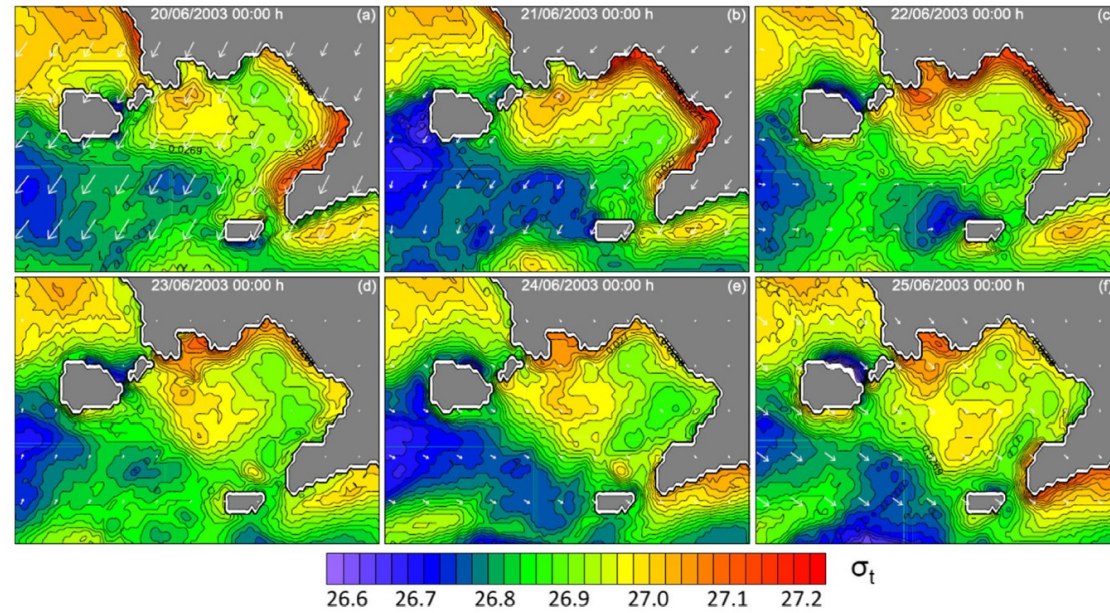 20/06/2003 00:00 h (a)
21/06/2003 00:00 h (b)
22/06/2003 00:00 h (c)
0.0269
23/06/2003 00:00 h (d)
24/06/2003 00:00 h (e)
25/06/2003 00:00 h (f)
σt
26.6 26.7 26.8 26.9 27.0 27.1 27.2